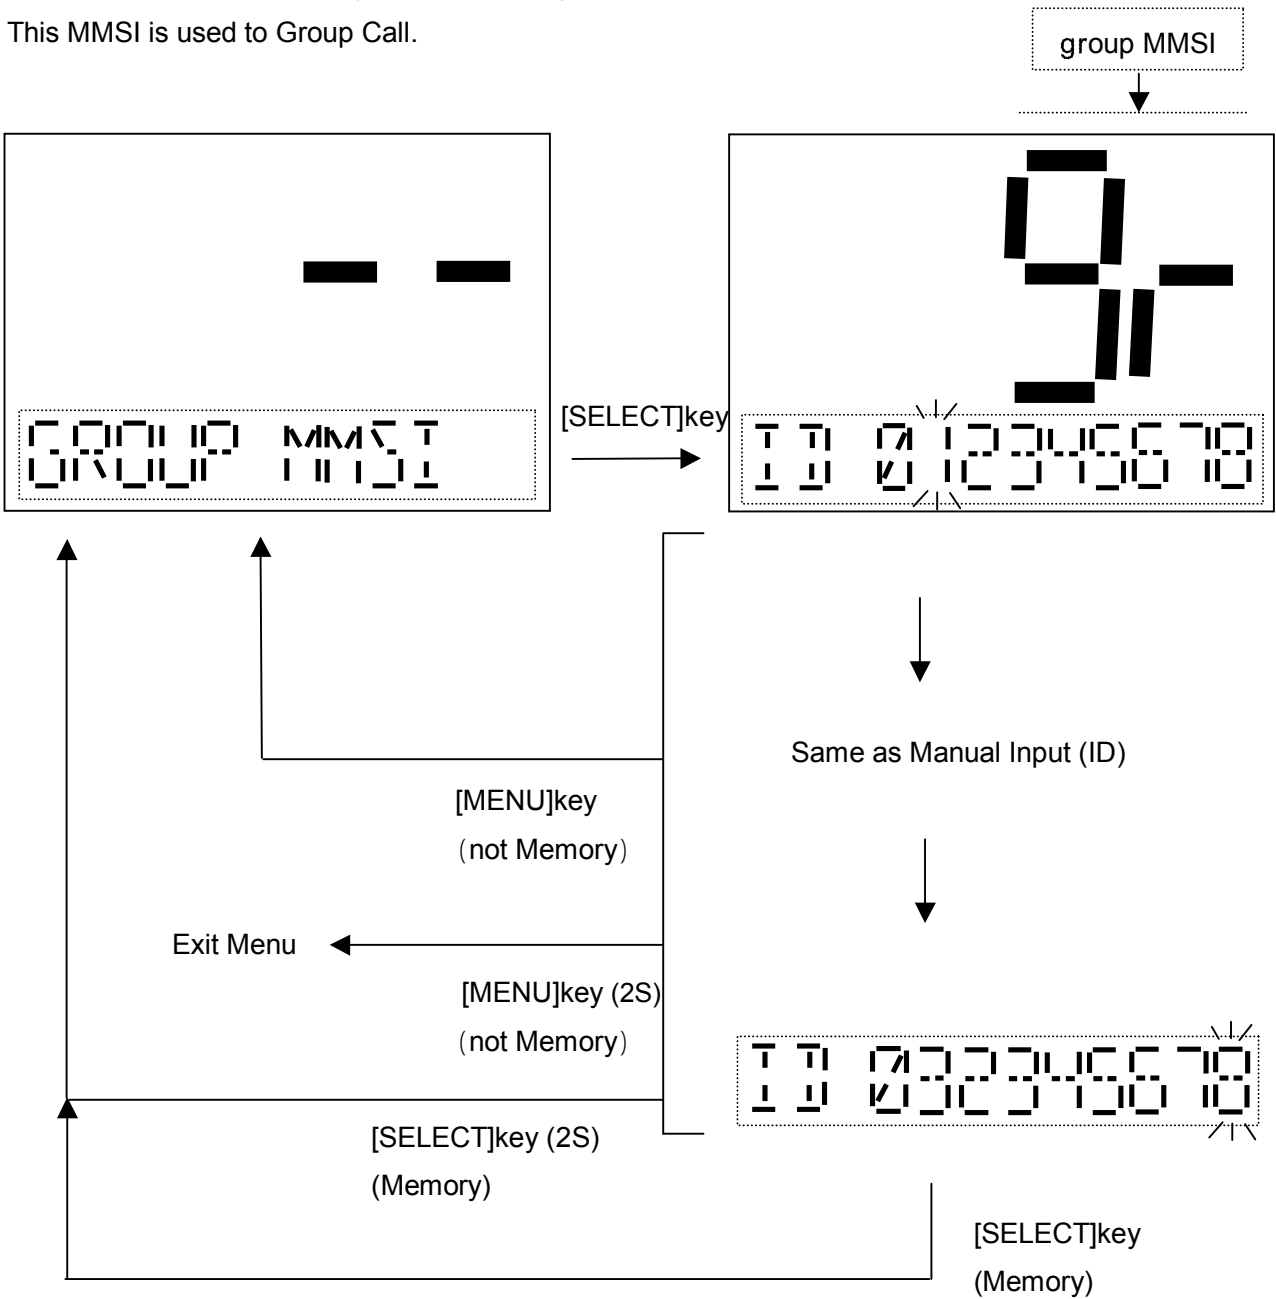 This MMSI is used to Group Call.
group MMSI
gr
GROUP MMSI
[SELECT]key
ID 012345678
Same as Manual Input (ID)
[MENU]key
(not Memory)
Exit Menu
[MENU]key (2S)
(not Memory)
ID 032345678
[SELECT]key (2S)
(Memory)
[SELECT]key
(Memory)